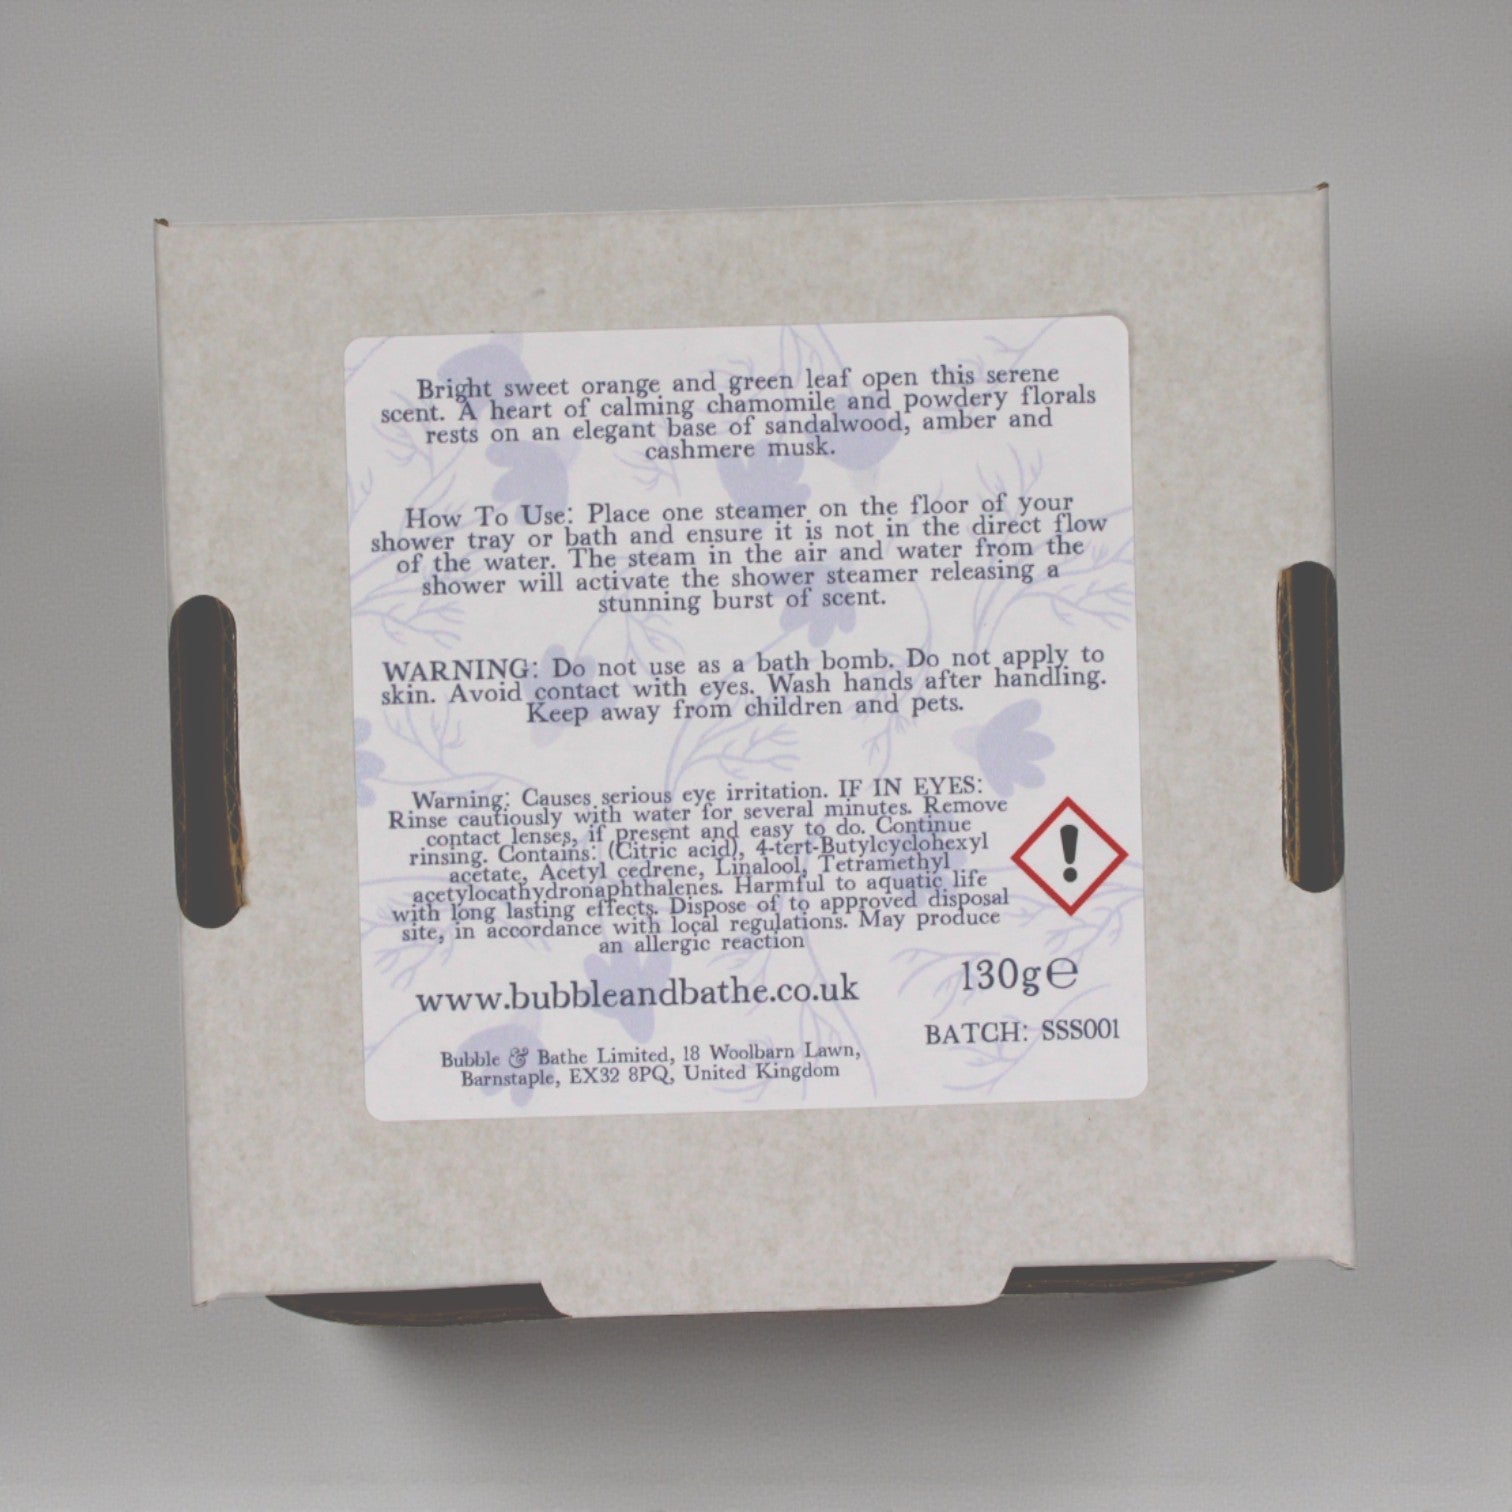 Bright sweet orange and green leaf open this serene
scent. A heart of calming chamomile and powdery florals
rests on an elegant base of sandalwood, amber and
cashmere musk.
How To Use: Place one steamer on the floor of your
shower tray or bath and ensure it is not in the direct flow
of the water. The steam in the air and water from the
shower will activate the shower steamer releasing a
stunning burst of scent.
WARNING: Do not use as a bath bomb. Do not apply to
skin. Avoid contact with eyes. Wash hands after handling.
Keep away from children and pets.
Warning: Causes serious eye irritation. IF IN EYES:
Rinse cautiously with water for several minutes. Remove
contact lenses, if present and easy to do. Continue
rinsing. Contains: (Citric acid), 4-tert-Butylcyclohexyl
acetate, Acetyl cedrene, Linalool, Tetramethyl
acetylocathydronaphthalenes. Harmful to aquatic life
with long lasting effects. Dispose of to approved disposal
site, in accordance with local regulations. May produce
an allergic reaction
www.bubbleandbathe.co.uk
130g℮
BATCH: SSS001
Bubble & Bathe Limited, 18 Woolbarn Lawn,
Barnstaple, EX32 8PQ, United Kingdom